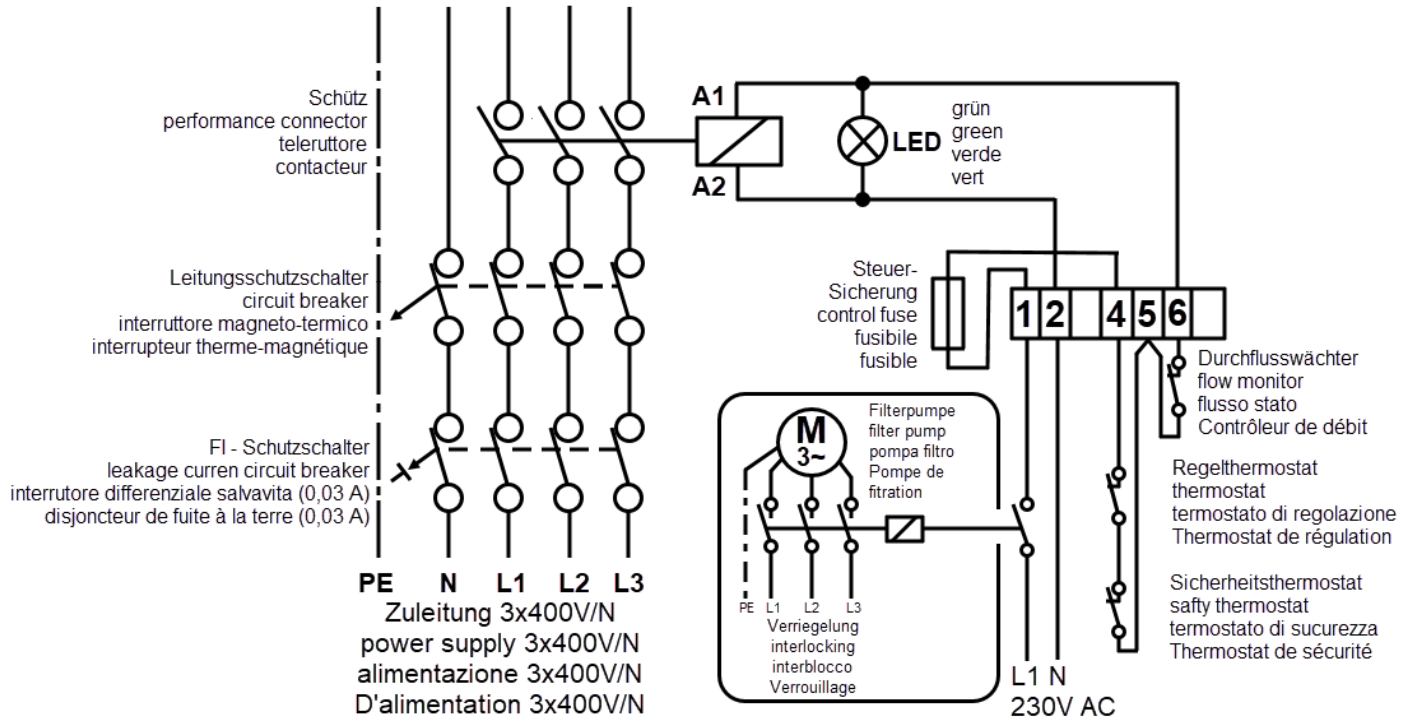 Schütz
performance connector
teleruttore
contacteur
A1
A2
LED
grün
green
verde
vert
Leitungsschutzschalter
circuit breaker
interruttore magneto-termico
interrupteur therme-magnétique
Steuer-
Sicherung
control fuse
fusibile
fusible
1 2 4 5 6
Durchflusswächter
flow monitor
flusso stato
Contrôleur de débit
FI - Schutzschalter
leakage curren circuit breaker
interrutore differenziale salvavita (0,03 A)
disjoncteur de fuite à la terre (0,03 A)
M
3~
Filterpumpe
filter pump
pompa filtro
Pompe de
fitration
Regelthermostat
thermostat
termostato di regolazione
Thermostat de régulation
Sicherheitsthermostat
safty thermostat
termostato di sucurezza
Thermostat de sécurité
PE N L1 L2 L3
Zuleitung 3x400V/N
power supply 3x400V/N
alimentazione 3x400V/N
D'alimentation 3x400V/N
PE L1 L2 L3
Verriegelung
interlocking
interblocco
Verrouillage
L1 N
230V AC